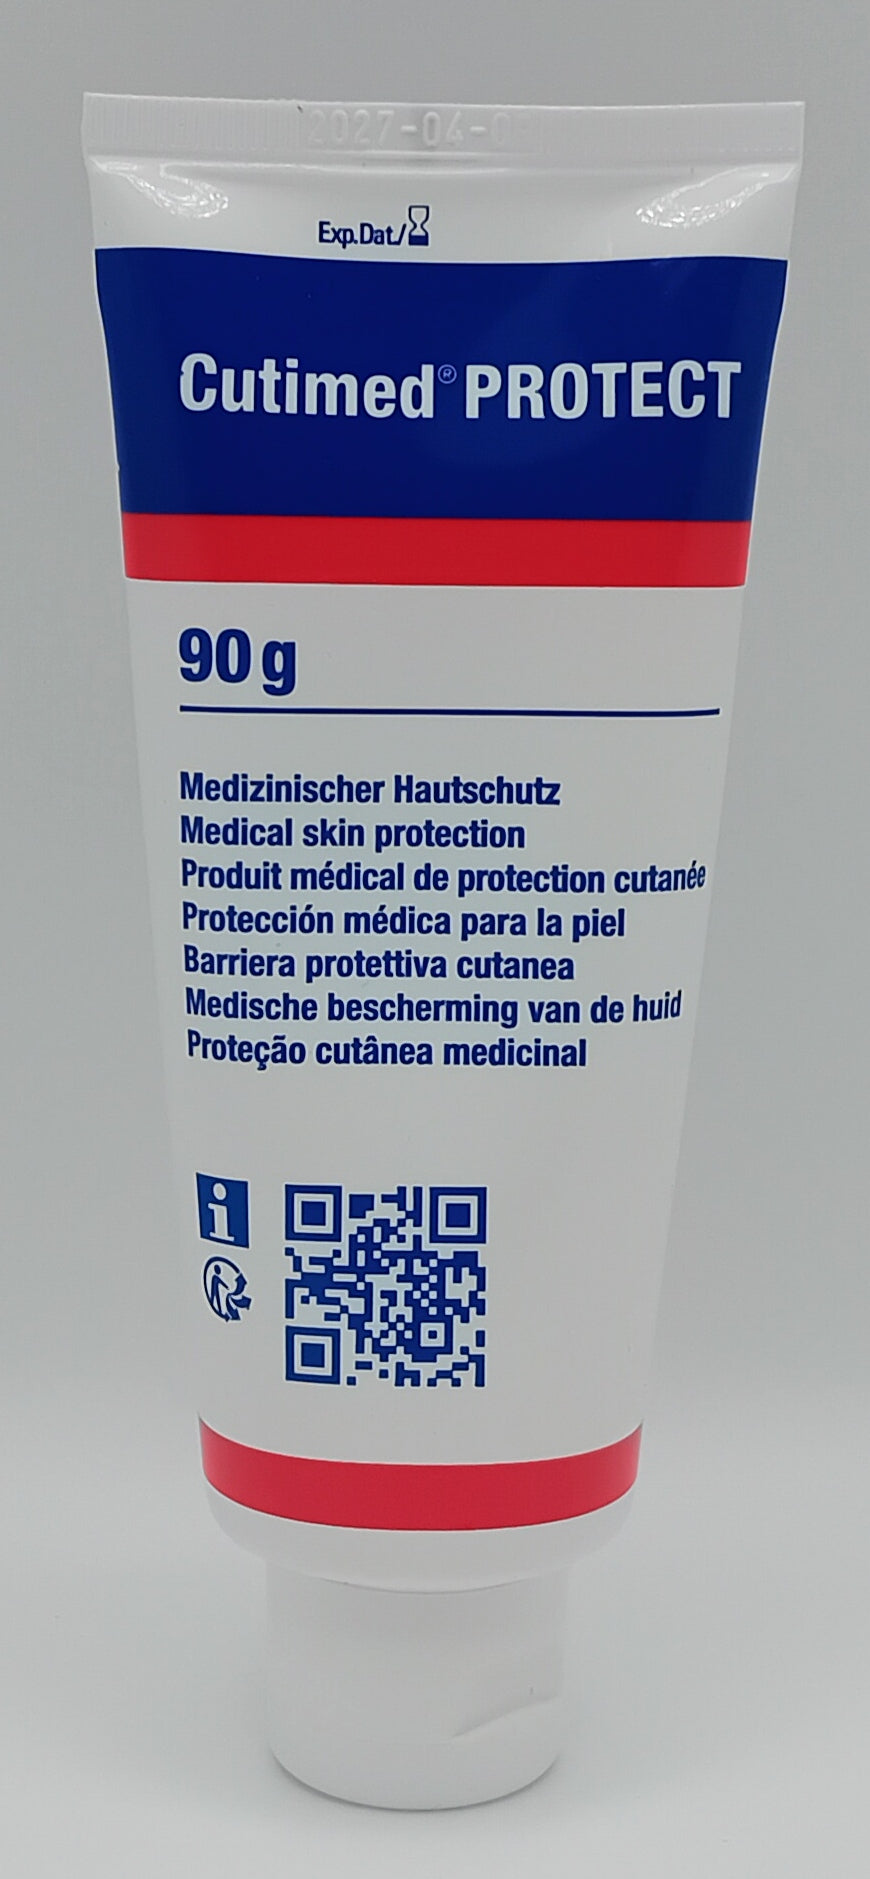 2027-04-0
Exp.Dat./
Cutimed® PROTECT
90 g
Medizinischer Hautschutz
Medical skin protection
Produit médical de protection cutanée
Protección médica para la piel
Barriera protettiva cutanea
Medische bescherming van de huid
Proteção cutânea medicinal